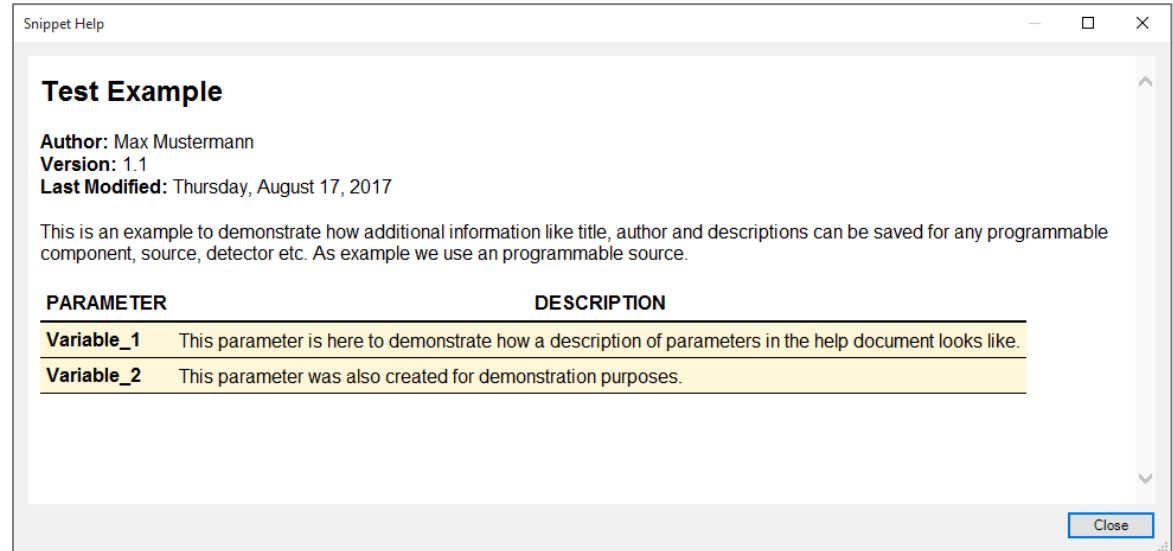 Snippet Help
Test Example
Author: Max Mustermann
Version: 1.1
Last Modified: Thursday, August 17, 2017
This is an example to demonstrate how additional information like title, author and descriptions can be saved for any programmable
component, source, detector etc. As example we use an programmable source.
PARAMETER DESCRIPTION
Variable_1 This parameter is here to demonstrate how a description of parameters in the help document looks like.
Variable_2 This parameter was also created for demonstration purposes.
Close